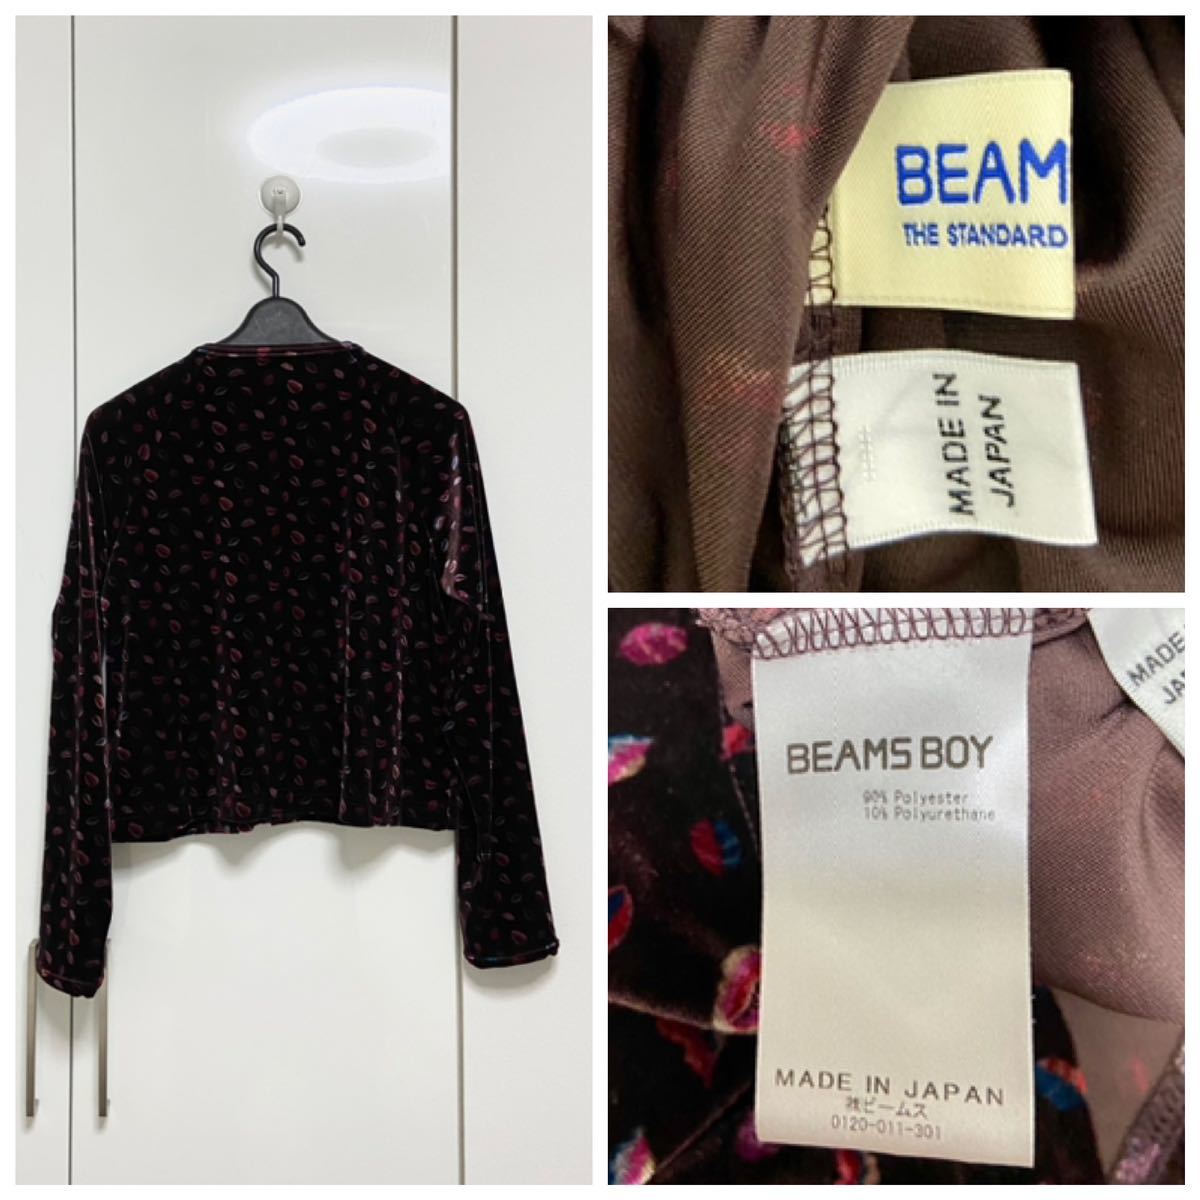 BEAM
THE STANDARD
MADE IN
JAPAN
BEAMS BOY
90% Polyester
10% Polyurethane
MADE IN JAPAN
㈱ビームス
0120-011-301
MADE
JA